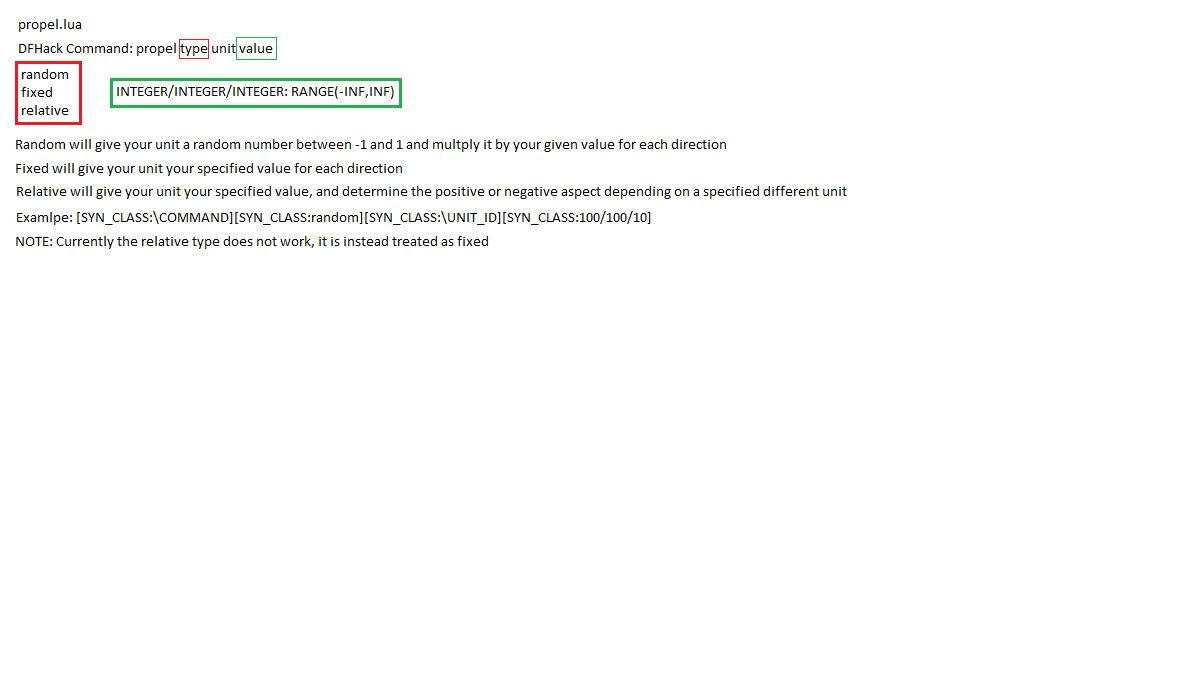 propel.lua
DFHack Command: propel type unit value
random
fixed
relative
INTEGER/INTEGER/INTEGER: RANGE(-INF,INF)
Random will give your unit a random number between -1 and 1 and multply it by your given value for each direction
Fixed will give your unit your specified value for each direction
Relative will give your unit your specified value, and determine the positive or negative aspect depending on a specified different unit
Examlpe: [SYN_CLASS:\COMMAND][SYN_CLASS:random][SYN_CLASS:\UNIT_ID][SYN_CLASS:100/100/10]
NOTE: Currently the relative type does not work, it is instead treated as fixed